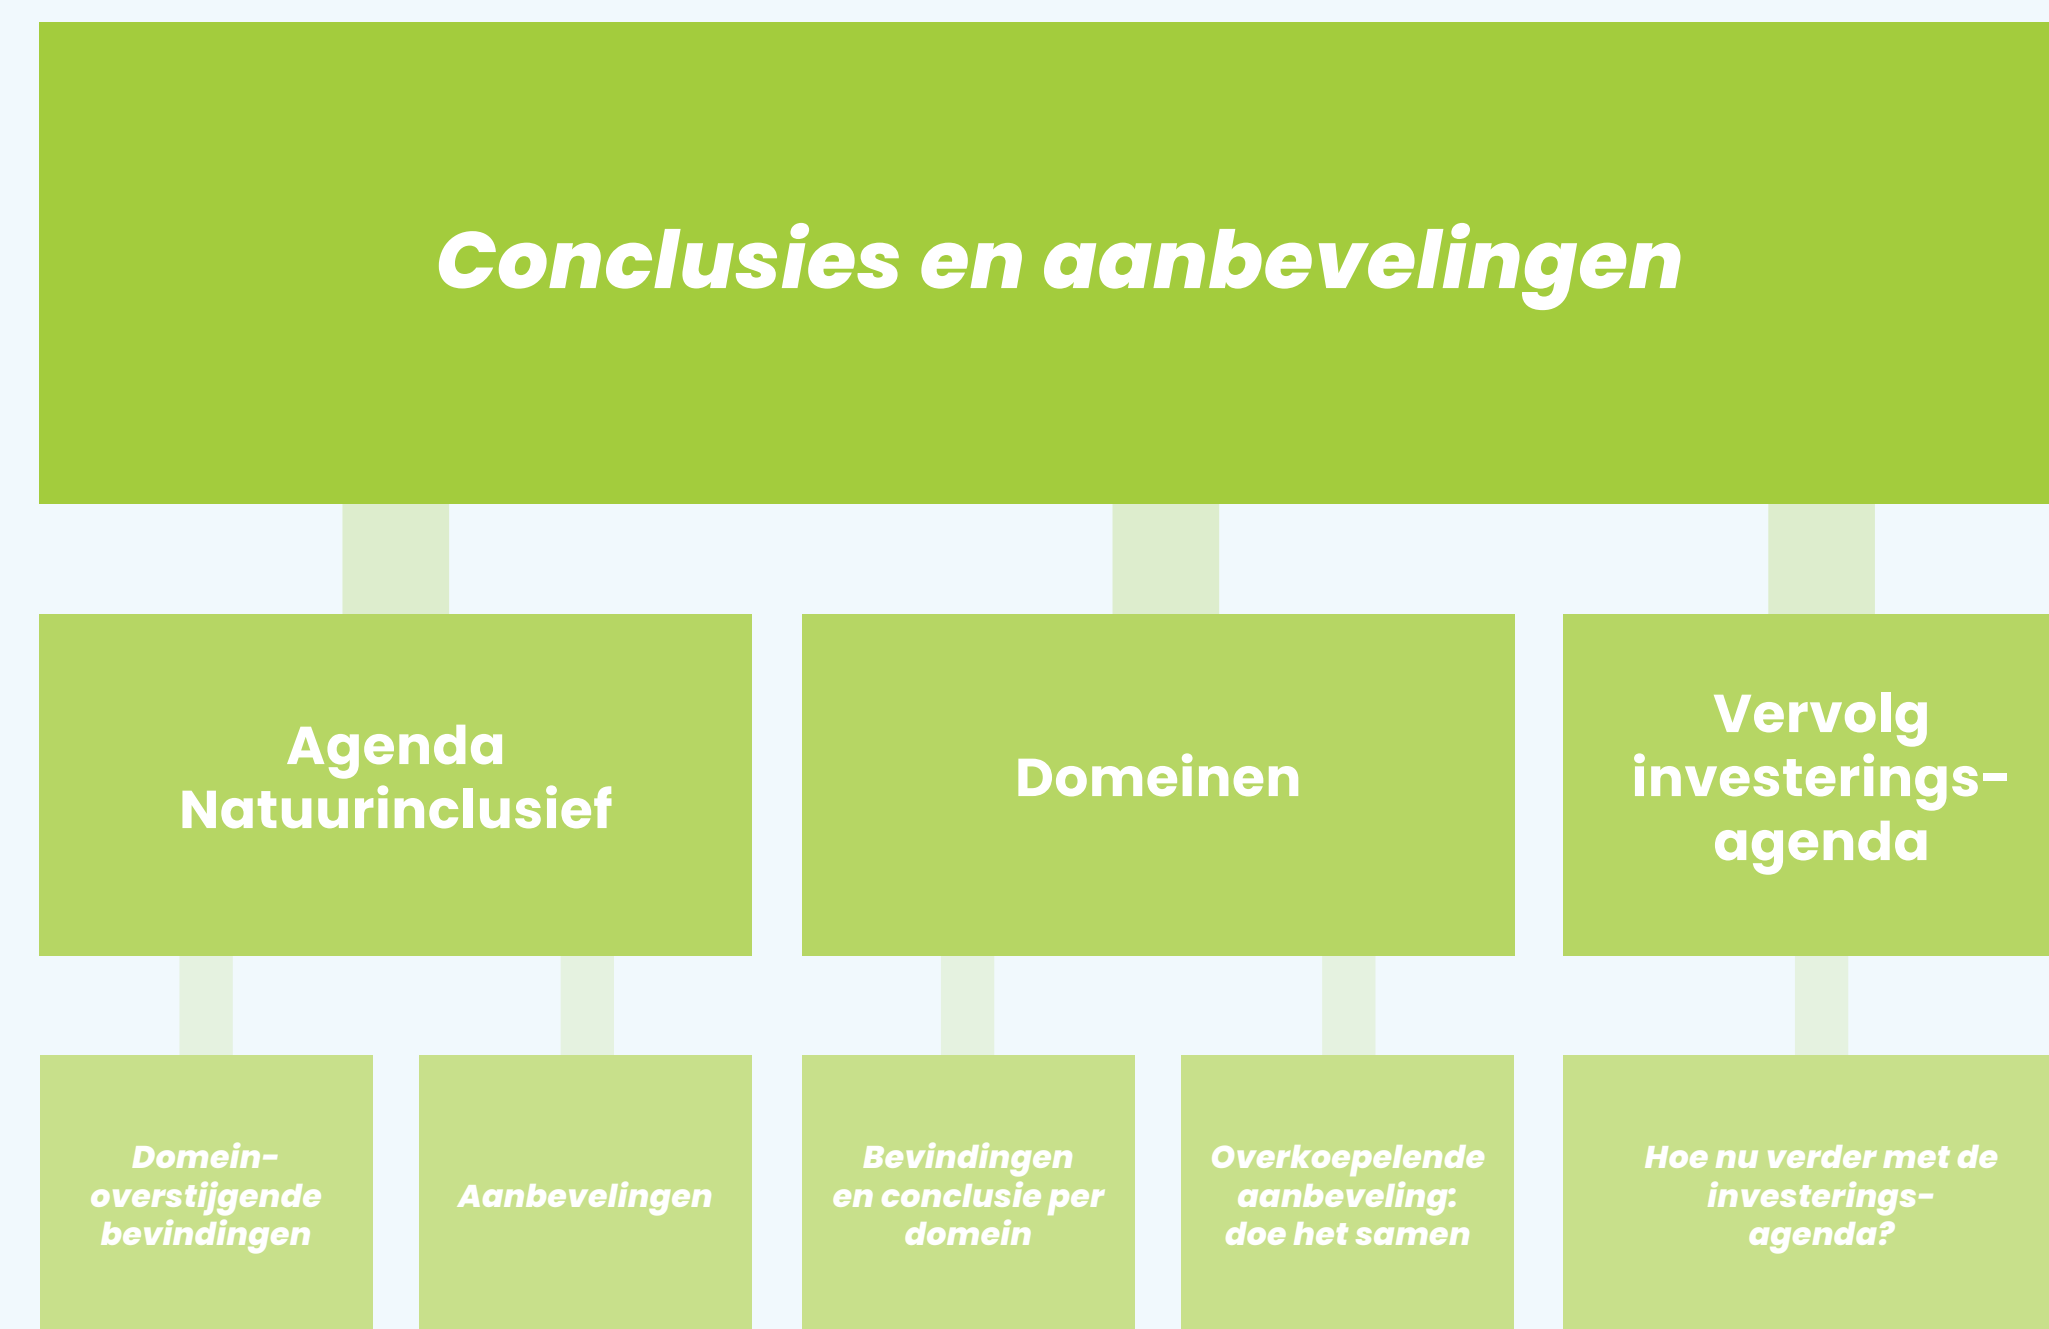 Conclusies en aanbevelingen
Agenda
Natuurinclusief
Domeinen
Vervolg
investerings-
agenda
Domein-
overstijgende
bevindingen
Aanbevelingen
Bevindingen
en conclusie per
domein
Overkoepelende
aanbeveling:
doe het samen
Hoe nu verder met de
investerings-
agenda?